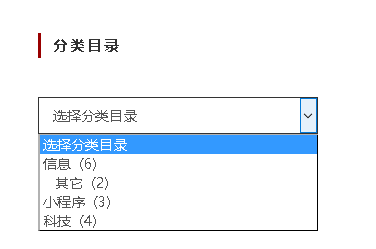 分类目录
选择分类目录
选择分类目录
信息 (6)
其它 (2)
小程序 (3)
科技 (4)